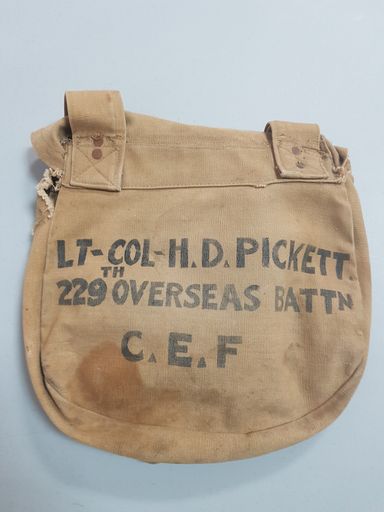 LT-COL-H.D. PICKETT.
229TH OVERSEAS BATTN
C.E.F